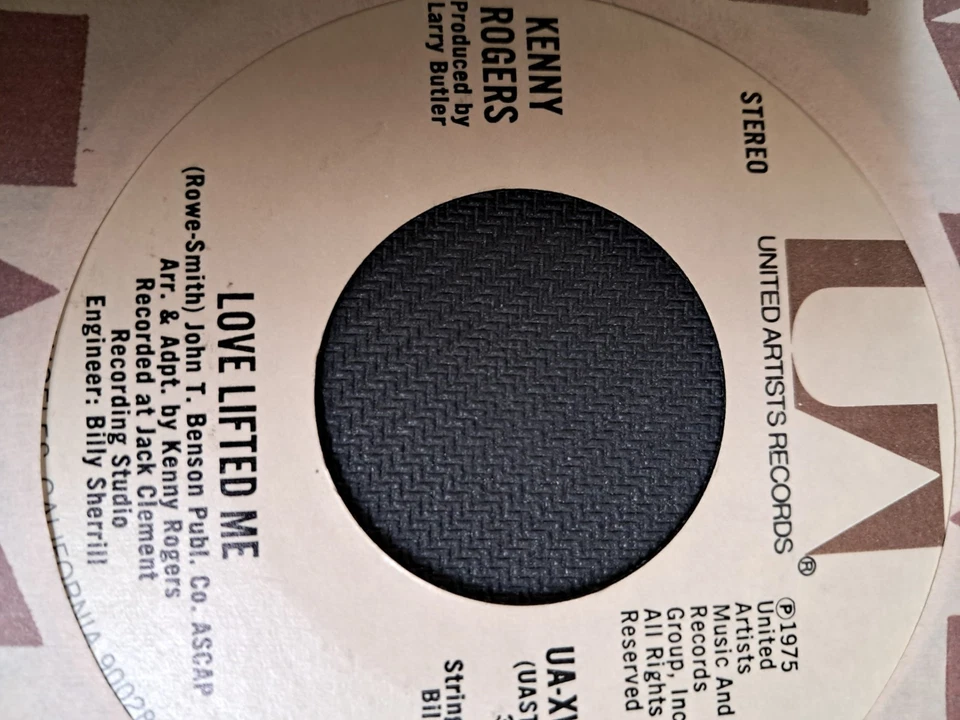 UA
UNITED ARTISTS RECORDS®
STEREO
℗1975
United
Artists
Music And
Records
Group, Inc
All Rights
Reserved
KENNY
ROGERS
Produced by
Larry Butler
LOVE LIFTED ME
(Rowe-Smith) John T. Benson Publ. Co. ASCAP
Arr. & Adpt. by Kenny Rogers
Recorded at Jack Clement
Recording Studio
Engineer: Billy Sherrill
CALIFORNIA